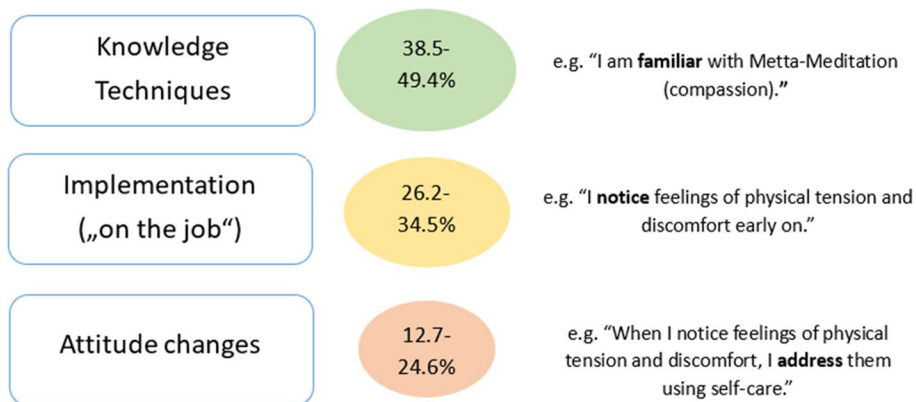 Knowledge
Techniques
38.5-
49.4%
e.g. “I am familiar with Metta-Meditation
(compassion).”
Implementation
(„on the job“)
26.2-
34.5%
e.g. “I notice feelings of physical tension and
discomfort early on.”
Attitude changes
12.7-
24.6%
e.g. “When I notice feelings of physical
tension and discomfort, I address them
using self-care.”